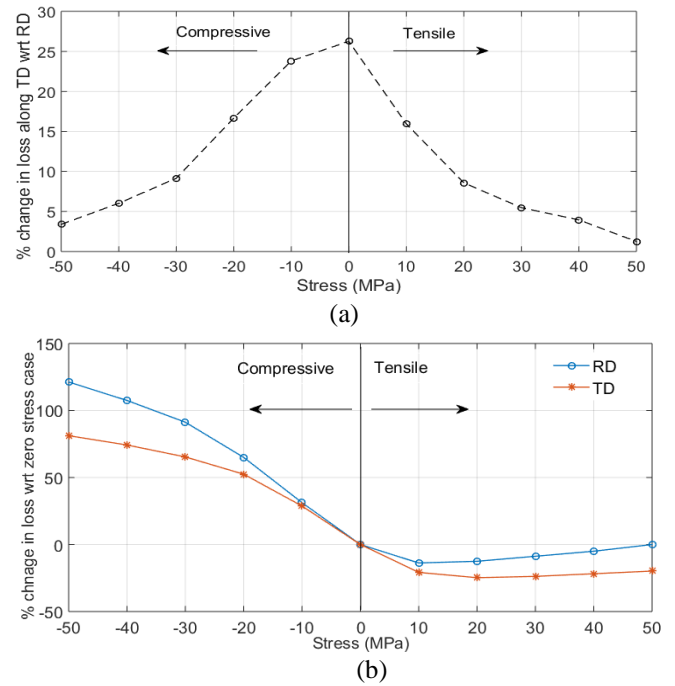 % change in loss along TD wrt RD
30
25
20
15
10
5
0
Compressive
Tensile
-50 -40 -30 -20 -10 0 10 20 30 40 50
Stress (MPa)
(a)
% chnage in loss wrt zero stress case
150
100
50
0
-50
Compressive
Tensile
RD
TD
-50 -40 -30 -20 -10 0 10 20 30 40 50
Stress (MPa)
(b)